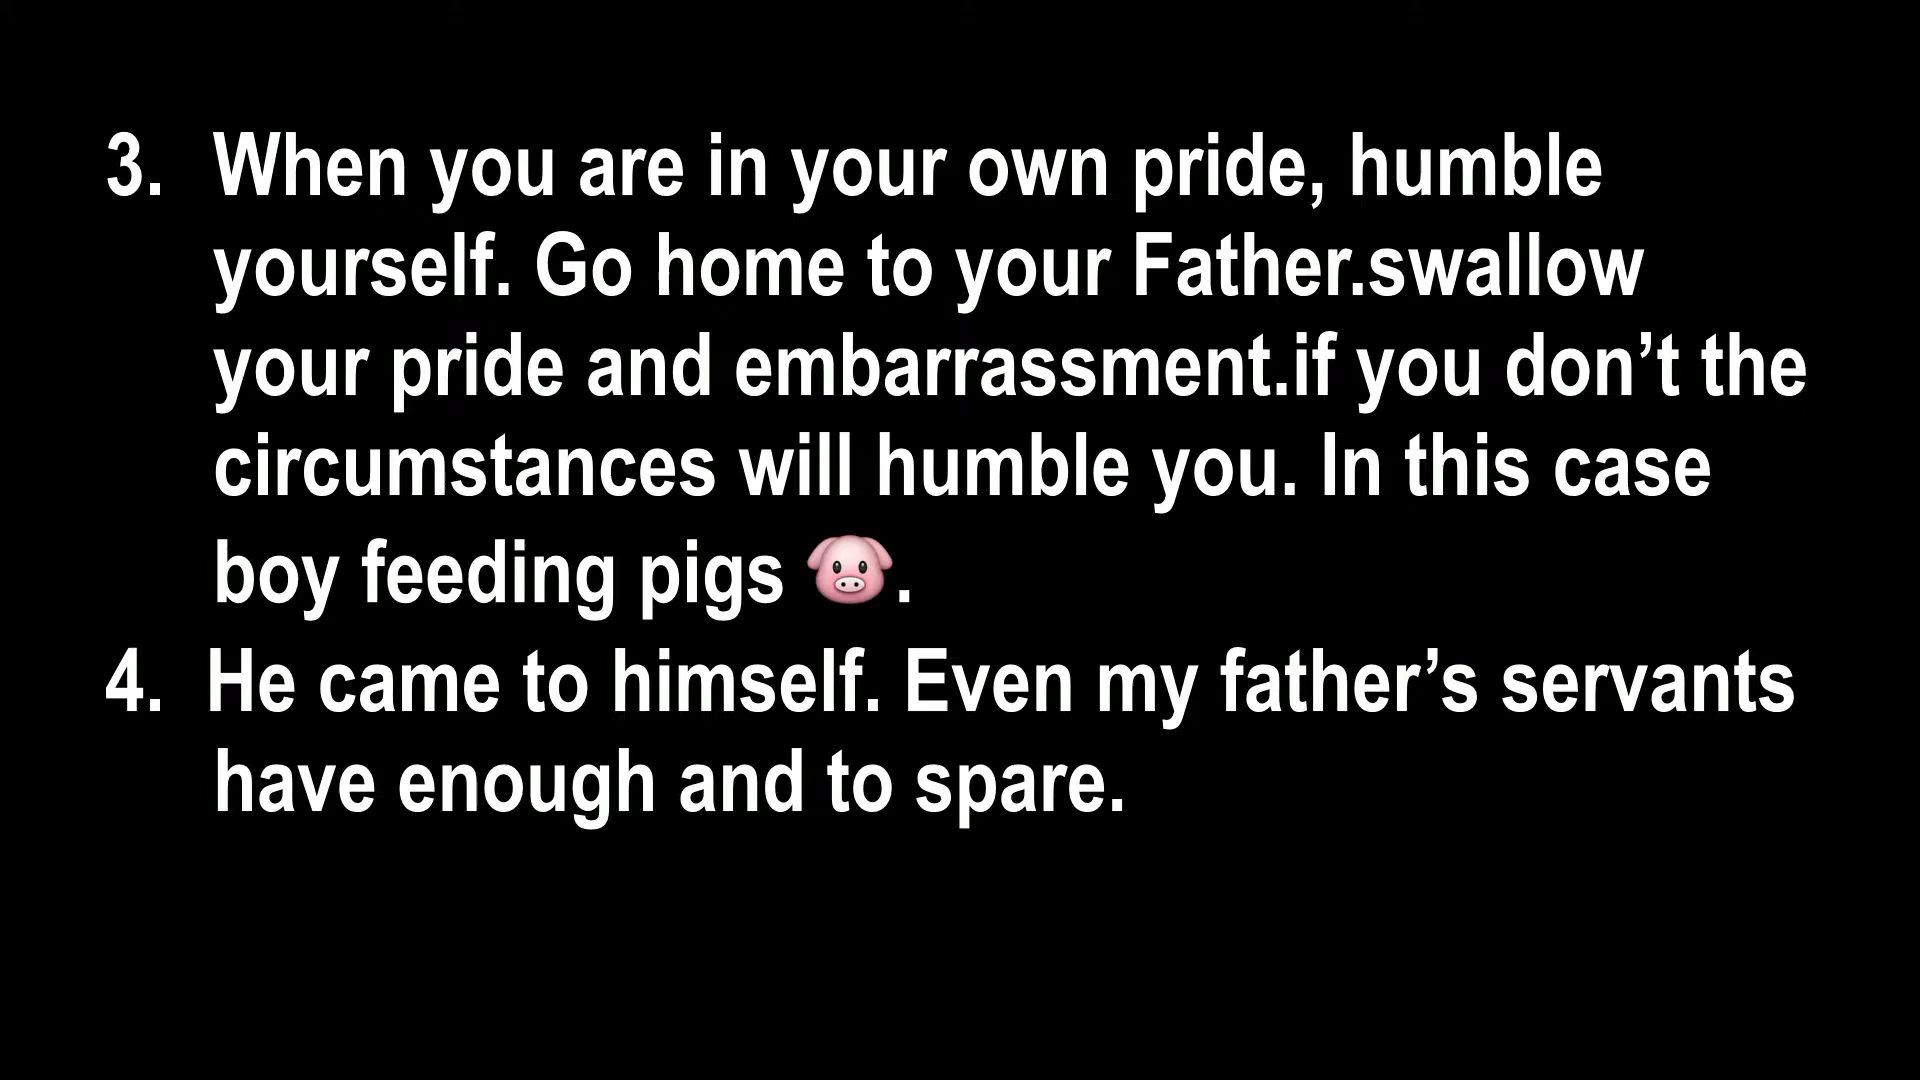 3. When you are in your own pride, humble
yourself. Go home to your Father.swallow
your pride and embarrassment.if you don’t the
circumstances will humble you. In this case
boy feeding pigs 🐷.
4. He came to himself. Even my father’s servants
have enough and to spare.